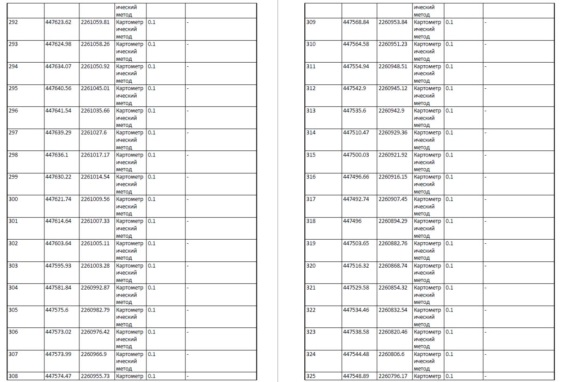 ический
метод
292 447623.62 2261059.81 Картометр 0.1 -
ический
метод
293 447624.98 2261058.26 Картометр 0.1 -
ический
метод
294 447634.07 2261050.92 Картометр 0.1 -
ический
метод
295 447640.56 2261045.01 Картометр 0.1 -
ический
метод
296 447641.54 2261035.66 Картометр 0.1 -
ический
метод
297 447639.29 2261027.6 Картометр 0.1 -
ический
метод
298 447636.1 2261017.17 Картометр 0.1 -
ический
метод
299 447630.22 2261014.54 Картометр 0.1 -
ический
метод
300 447621.74 2261009.56 Картометр 0.1 -
ический
метод
301 447614.64 2261007.33 Картометр 0.1 -
ический
метод
302 447603.64 2261005.11 Картометр 0.1 -
ический
метод
303 447595.93 2261003.28 Картометр 0.1 -
ический
метод
304 447581.84 2260992.87 Картометр 0.1 -
ический
метод
305 447575.6 2260982.79 Картометр 0.1 -
ический
метод
306 447573.02 2260976.42 Картометр 0.1 -
ический
метод
307 447573.99 2260966.9 Картометр 0.1 -
ический
метод
308 447574.47 2260955.73 Картометр 0.1 -
ический
метод
309 447568.84 2260953.84 Картометр 0.1 -
ический
метод
310 447564.58 2260951.23 Картометр 0.1 -
ический
метод
311 447554.94 2260948.51 Картометр 0.1 -
ический
метод
312 447542.9 2260945.12 Картометр 0.1 -
ический
метод
313 447535.6 2260942.9 Картометр 0.1 -
ический
метод
314 447510.47 2260929.36 Картометр 0.1 -
ический
метод
315 447500.03 2260921.92 Картометр 0.1 -
ический
метод
316 447496.66 2260916.15 Картометр 0.1 -
ический
метод
317 447492.74 2260907.45 Картометр 0.1 -
ический
метод
318 447496 2260894.29 Картометр 0.1 -
ический
метод
319 447503.65 2260882.76 Картометр 0.1 -
ический
метод
320 447516.32 2260868.74 Картометр 0.1 -
ический
метод
321 447529.58 2260854.32 Картометр 0.1 -
ический
метод
322 447534.46 2260832.54 Картометр 0.1 -
ический
метод
323 447538.58 2260820.46 Картометр 0.1 -
ический
метод
324 447544.48 2260806.6 Картометр 0.1 -
ический
метод
325 447548.89 2260796.17 Картометр 0.1 -